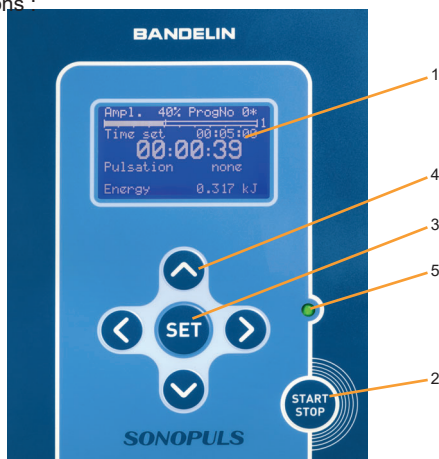 ons :
BANDELIN
Ampl. 40% ProgNo 0*
1
Time set 00:05:00
00:00:39
Pulsation none
Energy 0.317 kJ
1
4
3
5
2
SET
START
STOP
SONOPULS